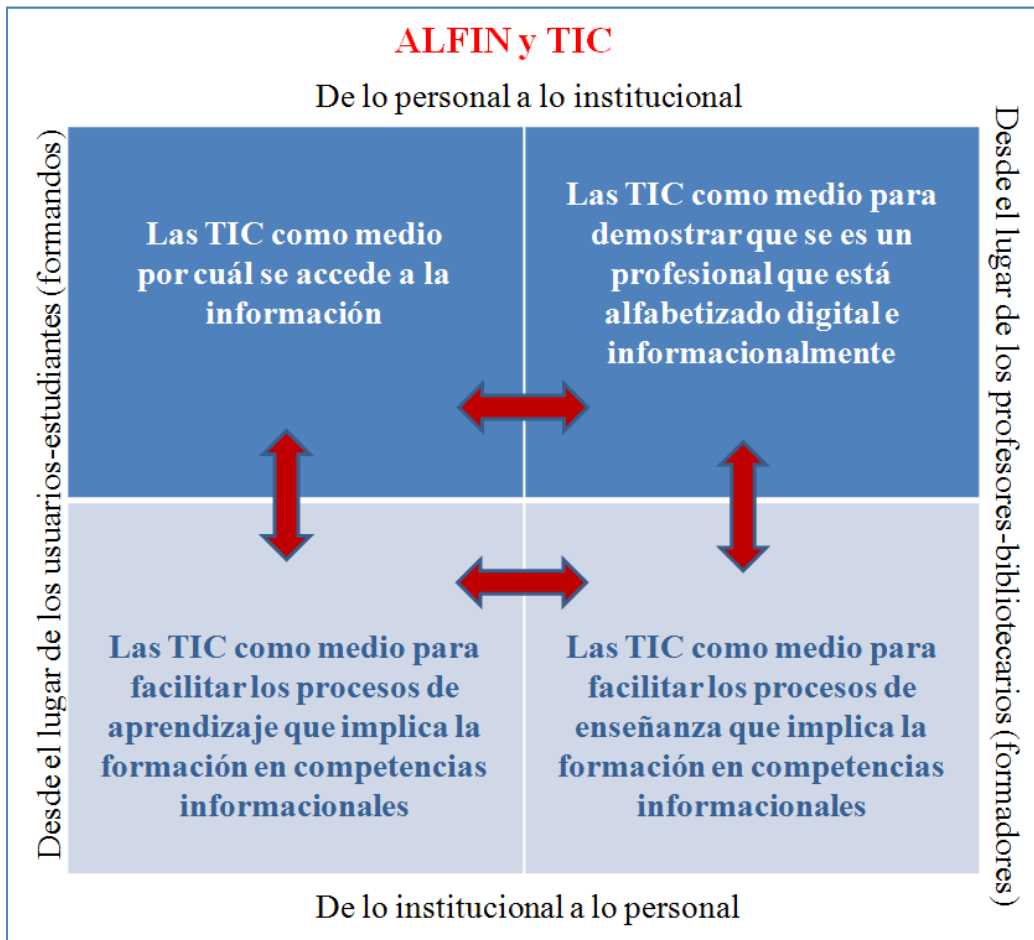 ALFIN y TIC
De lo personal a lo institucional
Desde el lugar de los usuarios-estudiantes (formandos)
Las TIC como medio
por cuál se accede a la
información
Las TIC como medio para
demostrar que se es un
profesional que está
alfabetizado digital e
informacionalmente
Desde el lugar de los profesores-bibliotecarios (formadores)
Las TIC como medio para
facilitar los procesos de
aprendizaje que implica la
formación en competencias
informacionales
Las TIC como medio para
facilitar los procesos de
enseñanza que implica la
formación en competencias
informacionales
De lo institucional a lo personal